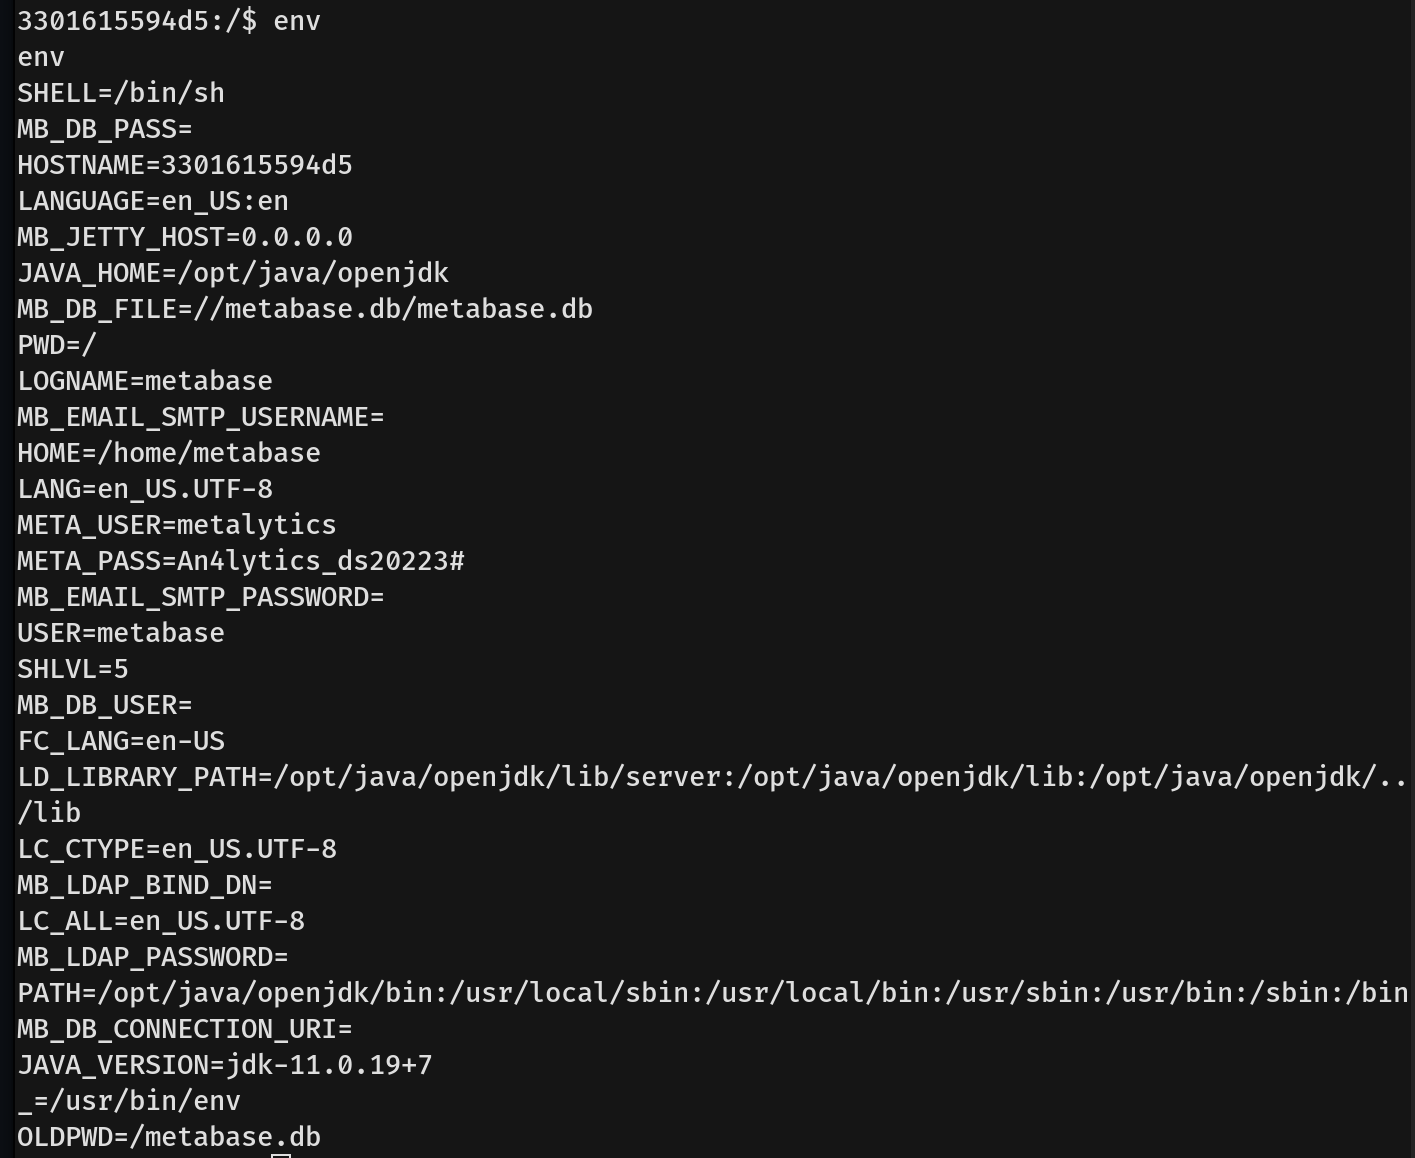 3301615594d5:/$ env
env
SHELL=/bin/sh
MB_DB_PASS=
HOSTNAME=3301615594d5
LANGUAGE=en_US:en
MB_JETTY_HOST=0.0.0.0
JAVA_HOME=/opt/java/openjdk
MB_DB_FILE=//metabase.db/metabase.db
PWD=/
LOGNAME=metabase
MB_EMAIL_SMTP_USERNAME=
HOME=/home/metabase
LANG=en_US.UTF-8
META_USER=metalytics
META_PASS=An4lytics_ds20223#
MB_EMAIL_SMTP_PASSWORD=
USER=metabase
SHLVL=5
MB_DB_USER=
FC_LANG=en-US
LD_LIBRARY_PATH=/opt/java/openjdk/lib/server:/opt/java/openjdk/lib:/opt/java/openjdk/..
/lib
LC_CTYPE=en_US.UTF-8
MB_LDAP_BIND_DN=
LC_ALL=en_US.UTF-8
MB_LDAP_PASSWORD=
PATH=/opt/java/openjdk/bin:/usr/local/sbin:/usr/local/bin:/usr/sbin:/usr/bin:/sbin:/bin
MB_DB_CONNECTION_URI=
JAVA_VERSION=jdk-11.0.19+7
_=/usr/bin/env
OLDPWD=/metabase.db